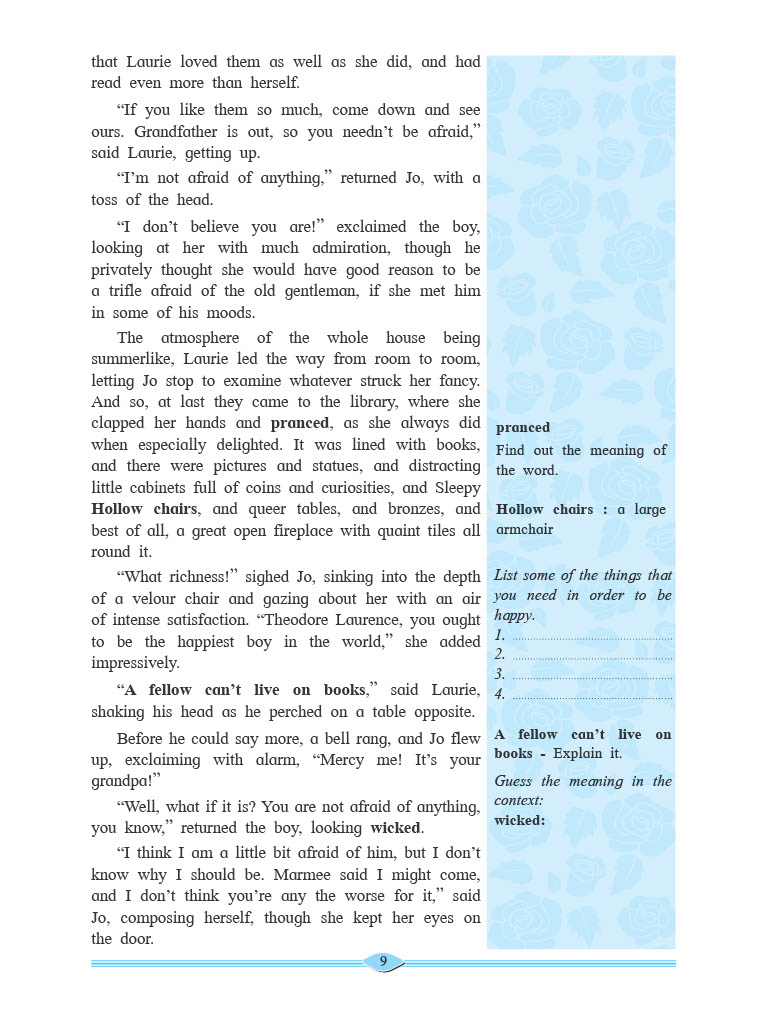 that Laurie loved them as well as she did, and had
read even more than herself.
“If you like them so much, come down and see
ours. Grandfather is out, so you needn’t be afraid,”
said Laurie, getting up.
“I’m not afraid of anything,” returned Jo, with a
toss of the head.
“I don’t believe you are!” exclaimed the boy,
looking at her with much admiration, though he
privately thought she would have good reason to be
a trifle afraid of the old gentleman, if she met him
in some of his moods.
The atmosphere of the whole house being
summerlike, Laurie led the way from room to room,
letting Jo stop to examine whatever struck her fancy.
And so, at last they came to the library, where she
clapped her hands and pranced, as she always did
when especially delighted. It was lined with books,
and there were pictures and statues, and distracting
little cabinets full of coins and curiosities, and Sleepy
Hollow chairs, and queer tables, and bronzes, and
best of all, a great open fireplace with quaint tiles all
round it.
“What richness!” sighed Jo, sinking into the depth
of a velour chair and gazing about her with an air
of intense satisfaction. “Theodore Laurence, you ought
to be the happiest boy in the world,” she added
impressively.
“A fellow can’t live on books,” said Laurie,
shaking his head as he perched on a table opposite.
Before he could say more, a bell rang, and Jo flew
up, exclaiming with alarm, “Mercy me! It’s your
grandpa!”
“Well, what if it is? You are not afraid of anything,
you know,” returned the boy, looking wicked.
“I think I am a little bit afraid of him, but I don’t
know why I should be. Marmee said I might come,
and I don’t think you’re any the worse for it,” said
Jo, composing herself, though she kept her eyes on
the door.
pranced
Find out the meaning of
the word.
Hollow chairs : a large
armchair
List some of the things that
you need in order to be
happy.
1. ..........................................
2. ..........................................
3. ..........................................
4. ..........................................
A fellow can’t live on
books - Explain it.
Guess the meaning in the
context:
wicked:
9